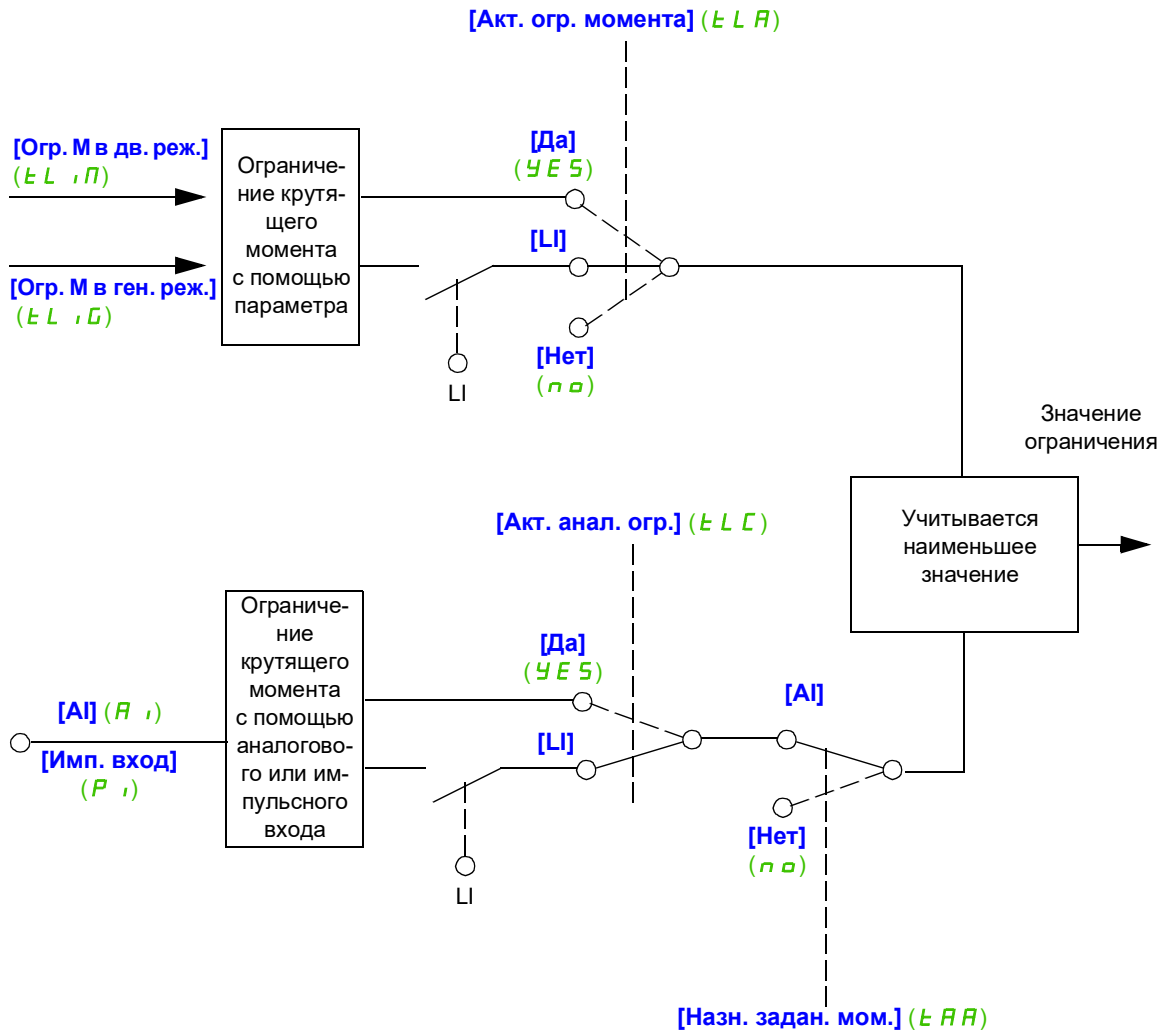 [Акт. огр. момента] (tLA)
[Огр. М в дв. реж.]
(tLiM)
[Огр. М в ген. реж.]
(tLiG)
Ограниче-
ние крутя-
щего
момента
с помощью
параметра
[Да]
(YES)
[LI]
[Нет]
(no)
LI
Значение
ограничения
Учитывается
наименьшее
значение
[Акт. анал. огр.] (tLC)
[AI] (Ai)
[Имп. вход]
(Pi)
Ограниче-
ние
крутящего
момента
с помощью
аналогово-
го или им-
пульсного
входа
[Да]
(YES)
[LI]
LI
[AI]
[Нет]
(no)
[Назн. задан. мом.] (tAA)